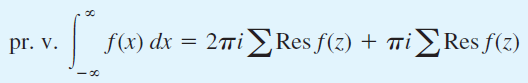 pr. v. ∫_{-∞}^{∞} f(x) dx = 2πi ∑ Res f(z) + πi ∑ Res f(z)